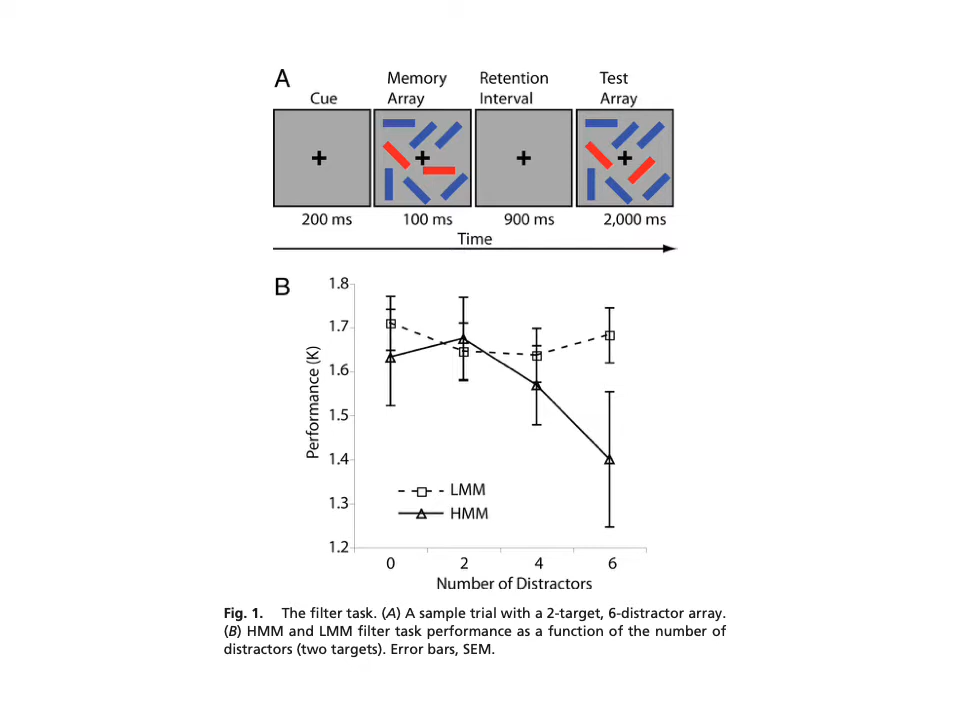 A
Cue
Memory
Array
Retention
Interval
Test
Array
200 ms
100 ms
900 ms
2,000 ms
Time
B
Performance (K)
1.8
1.7
1.6
1.5
1.4
1.3
1.2
LMM
HMM
0 2 4 6
Number of Distractors
Fig. 1. The filter task. (A) A sample trial with a 2-target, 6-distractor array.
(B) HMM and LMM filter task performance as a function of the number of
distractors (two targets). Error bars, SEM.